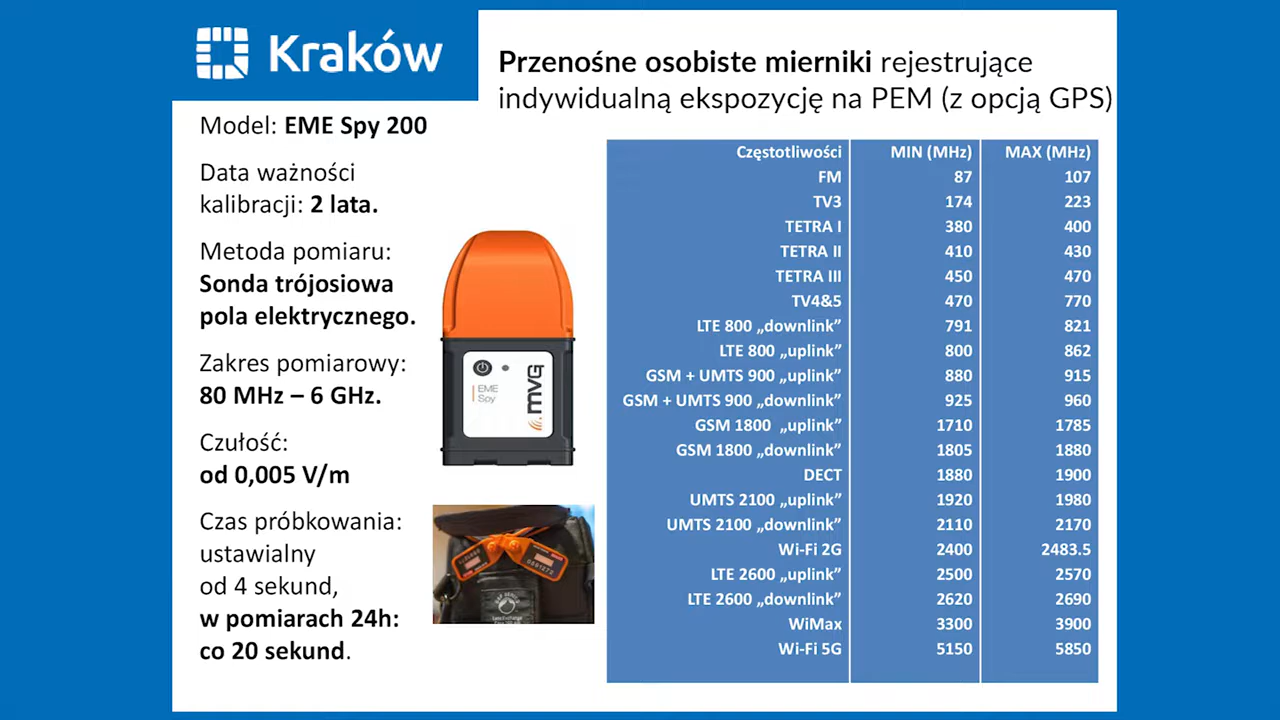 Kraków
Przenośne osobiste mierniki rejestrujące
indywidualną ekspozycję na PEM (z opcją GPS)
Model: EME Spy 200
Data ważności
kalibracji: 2 lata.
Metoda pomiaru:
Sonda trójosiowa
pola elektrycznego.
Zakres pomiarowy:
80 MHz – 6 GHz.
Czułość:
od 0,005 V/m
Czas próbkowania:
ustawialny
od 4 sekund,
w pomiarach 24h:
co 20 sekund.
EME
Spy
mvg
Częstotliwości MIN (MHz) MAX (MHz)
FM 87 107
TV3 174 223
TETRA I 380 400
TETRA II 410 430
TETRA III 450 470
TV4&5 470 770
LTE 800 „downlink” 791 821
LTE 800 „uplink” 800 862
GSM + UMTS 900 „uplink” 880 915
GSM + UMTS 900 „downlink” 925 960
GSM 1800 „uplink” 1710 1785
GSM 1800 „downlink” 1805 1880
DECT 1880 1900
UMTS 2100 „uplink” 1920 1980
UMTS 2100 „downlink” 2110 2170
Wi-Fi 2G 2400 2483.5
LTE 2600 „uplink” 2500 2570
LTE 2600 „downlink” 2620 2690
WiMax 3300 3900
Wi-Fi 5G 5150 5850